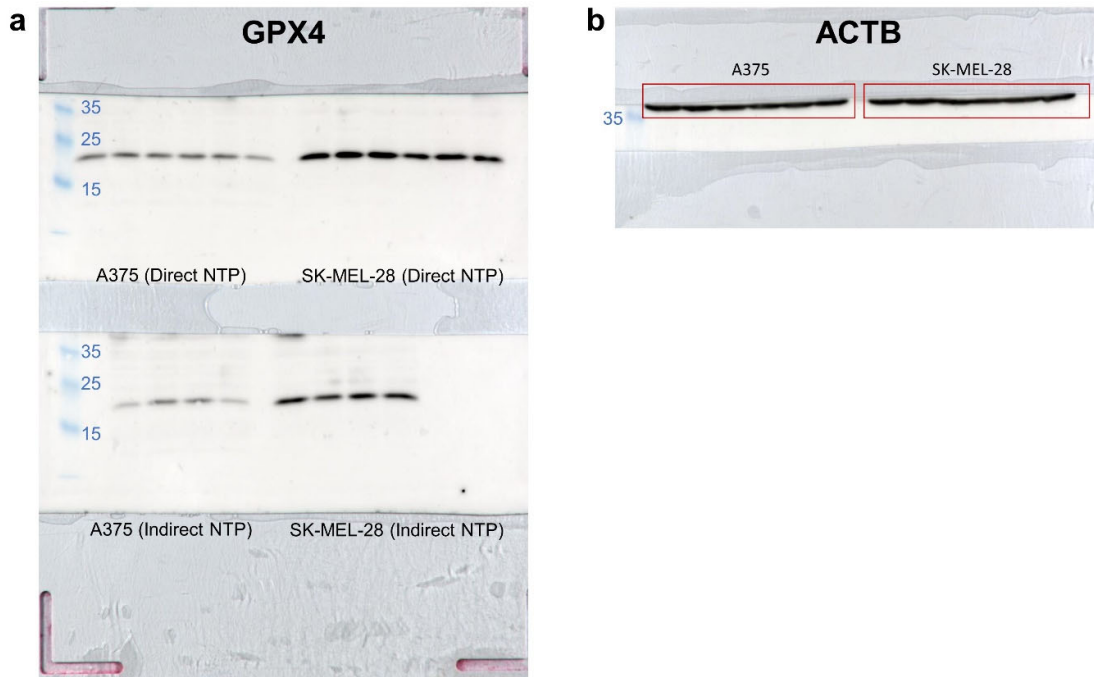 a
GPX4
35
25
15
A375 (Direct NTP)
SK-MEL-28 (Direct NTP)
35
25
15
A375 (Indirect NTP)
SK-MEL-28 (Indirect NTP)
b
ACTB
A375
SK-MEL-28
35